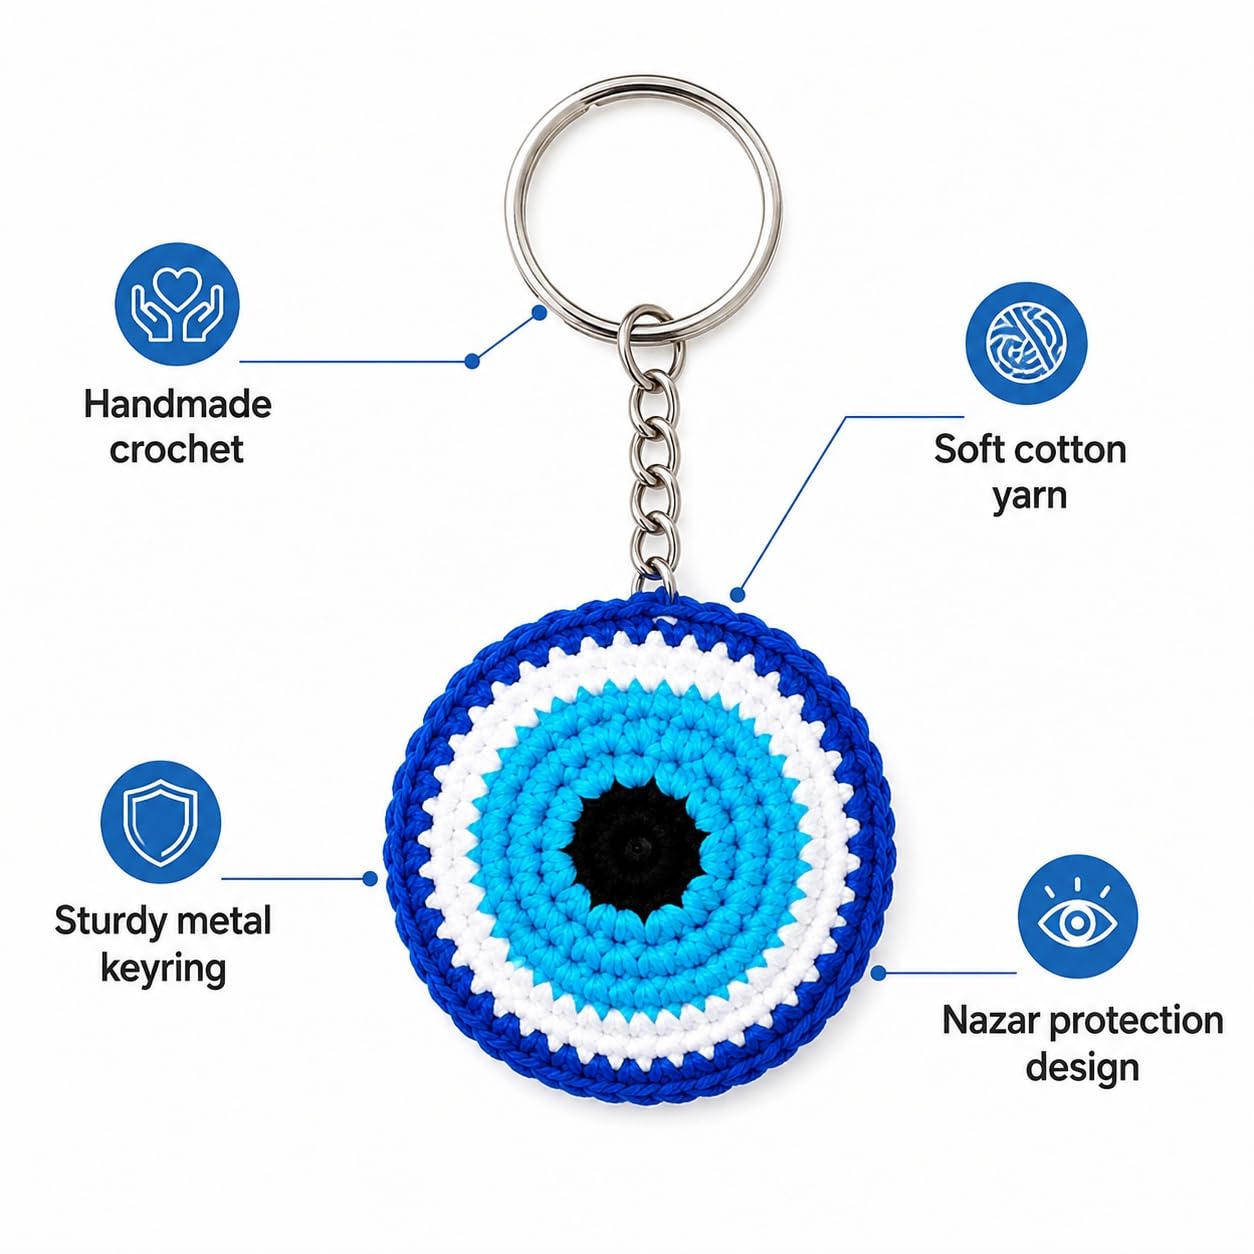 Handmade
crochet
Soft cotton
yarn
Sturdy metal
keyring
Nazar protection
design